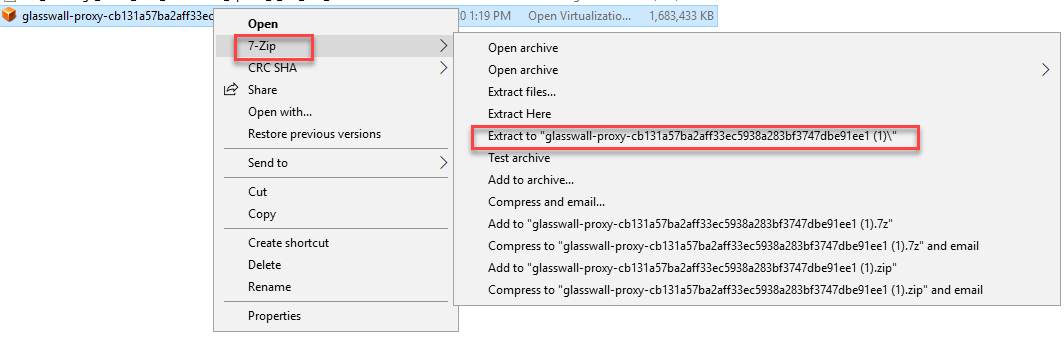 glasswall-proxy-cb131a57ba2aff33ec
20 1:19 PM
Open Virtualizatio...
1,683,433 KB
Open
7-Zip
CRC SHA
Share
Open with...
Restore previous versions
Send to
Cut
Copy
Create shortcut
Delete
Rename
Properties
Open archive
Open archive
Extract files...
Extract Here
Extract to "glasswall-proxy-cb131a57ba2aff33ec5938a283bf3747dbe91ee1 (1)\"
Test archive
Add to archive...
Compress and email...
Add to "glasswall-proxy-cb131a57ba2aff33ec5938a283bf3747dbe91ee1 (1).7z"
Compress to "glasswall-proxy-cb131a57ba2aff33ec5938a283bf3747dbe91ee1 (1).7z" and email
Add to "glasswall-proxy-cb131a57ba2aff33ec5938a283bf3747dbe91ee1 (1).zip"
Compress to "glasswall-proxy-cb131a57ba2aff33ec5938a283bf3747dbe91ee1 (1).zip" and email